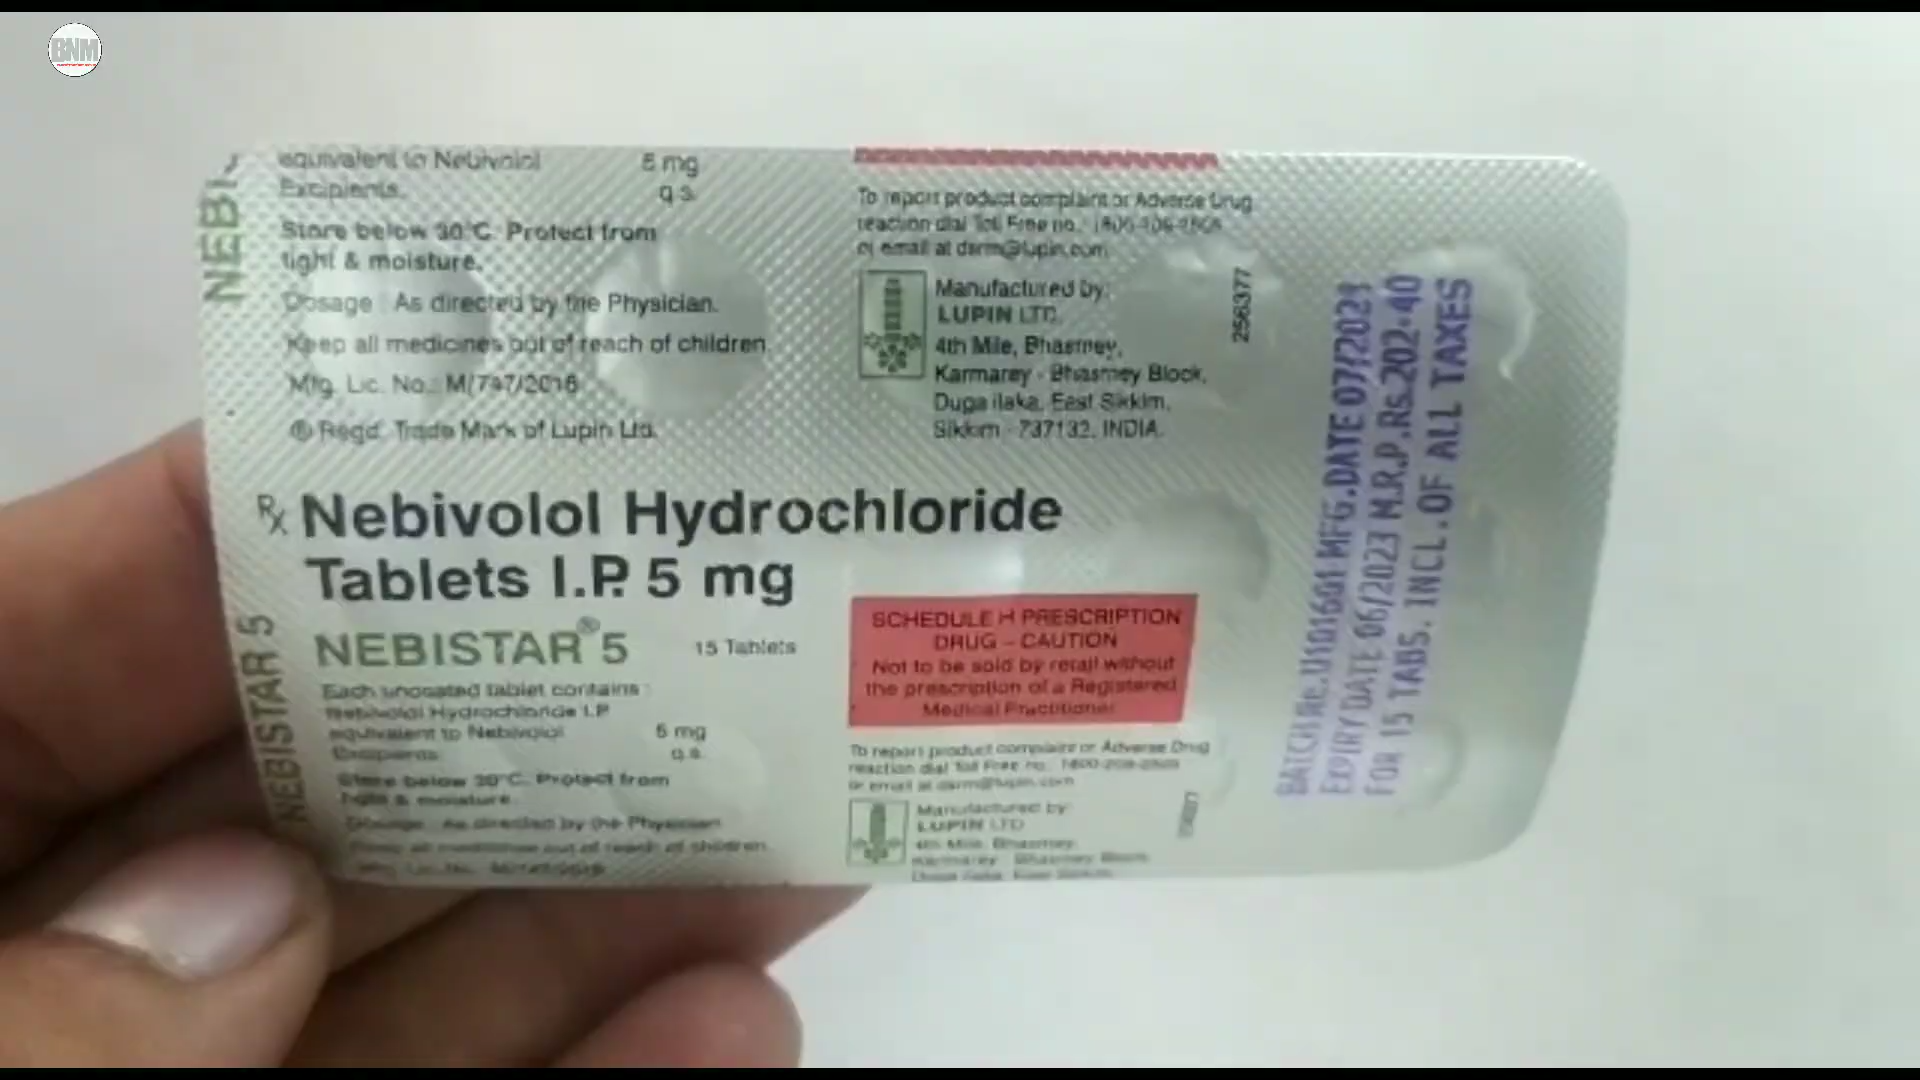 BNM
NEBI
equivalent to Nebivolol 5 mg
Excipients. q.s.
Store below 30°C. Protect from
light & moisture.
Dosage : As directed by the Physician.
Keep all medicines out of reach of children.
Mfg. Lic. No.: M/747/2016
® Regd. Trade Mark of Lupin Ltd.
To report product complaint or Adverse Drug
reaction dial Toll Free no.:
or email at
Manufactured by:
LUPIN LTD.
4th Mile, Bhasmey,
Karmarey - Bhasmey Block,
Duga ilaka, East Sikkim,
Sikkim - 737132, INDIA.
256377
Rx Nebivolol Hydrochloride
Tablets I.P. 5 mg
NEBISTAR® 5 15 Tablets
Each uncoated tablet contains :
Nebivolol Hydrochloride I.P.
equivalent to Nebivolol 5 mg
Excipients q.s.
Store below 30°C. Protect from
light & moisture.
Dosage : As directed by the Physician.
Keep all medicines out of reach of children.
Mfg. Lic. No.
NEBISTAR 5
SCHEDULE H PRESCRIPTION
DRUG – CAUTION
Not to be sold by retail without
the prescription of a Registered
Medical Practitioner
To report product complaint or Adverse Drug
reaction dial Toll Free no.:
or email at
Manufactured by:
LUPIN LTD
4th Mile, Bhasmey,
Karmarey - Bhasmey Block,
BATCH No. U101601 MFG.DATE 07/2021
EXPIRY DATE 06/2023 M.R.P.Rs.202.40
FOR 15 TABS. INCL.OF ALL TAXES